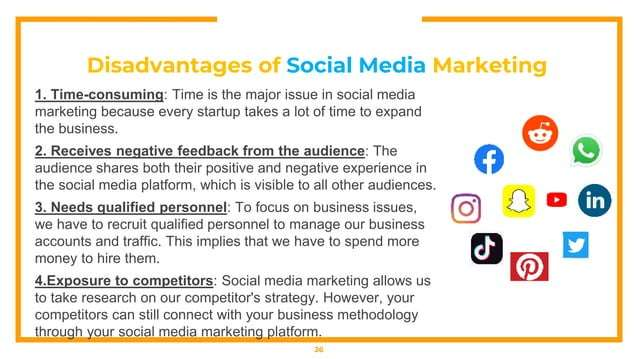 Disadvantages of Social Media Marketing
1. Time-consuming: Time is the major issue in social media
marketing because every startup takes a lot of time to expand
the business.
2. Receives negative feedback from the audience: The
audience shares both their positive and negative experience in
the social media platform, which is visible to all other audiences.
3. Needs qualified personnel: To focus on business issues,
we have to recruit qualified personnel to manage our business
accounts and traffic. This implies that we have to spend more
money to hire them.
4.Exposure to competitors: Social media marketing allows us
to take research on our competitor's strategy. However, your
competitors can still connect with your business methodology
through your social media marketing platform.
in
26